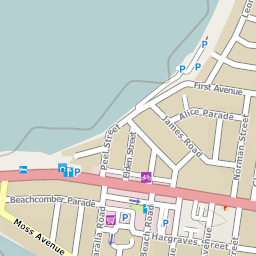 Leon
P
P
P
First Avenue
Alice Parade
James Road
Norman Street
Peel Street
Ellen Street
P
Beachcomber Parade
Moss Avenue
Beach Road
P
P
Hargraves Street